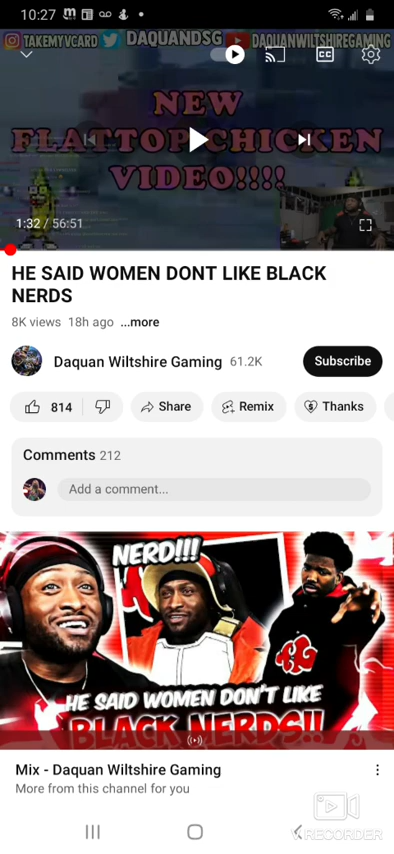 10:27
TAKEMYVCARD DAQUANDSG DAQUANWILTSHIREGAMING
CC
NEW
FLATTOPCHICKEN
VIDEO!!!!
1:32 / 56:51
HE SAID WOMEN DONT LIKE BLACK
NERDS
8K views 18h ago ...more
Daquan Wiltshire Gaming 61.2K Subscribe
814 Share Remix Thanks
Comments 212
Add a comment...
NERD!!!
HE SAID WOMEN DON'T LIKE
BLACK NERDS!!
Mix - Daquan Wiltshire Gaming
More from this channel for you
V RECORDER